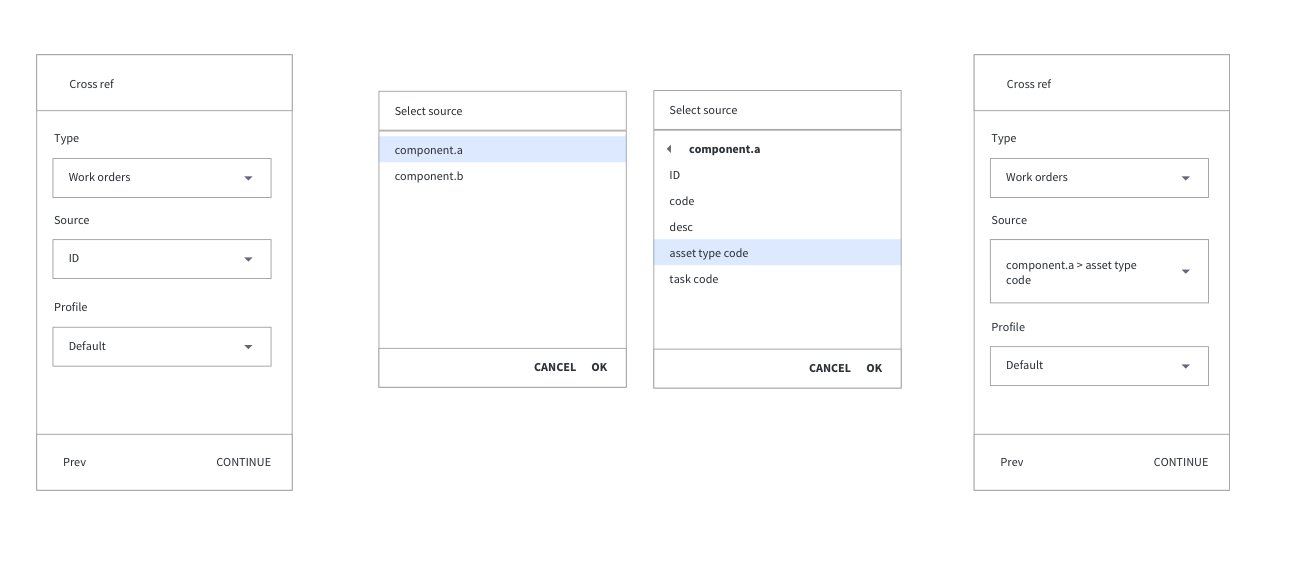 Cross ref
Type
Work orders
Source
ID
Profile
Default
Prev
CONTINUE
Select source
component.a
component.b
CANCEL
OK
Select source
component.a
ID
code
desc
asset type code
task code
CANCEL
OK
Cross ref
Type
Work orders
Source
component.a > asset type
code
Profile
Default
Prev
CONTINUE